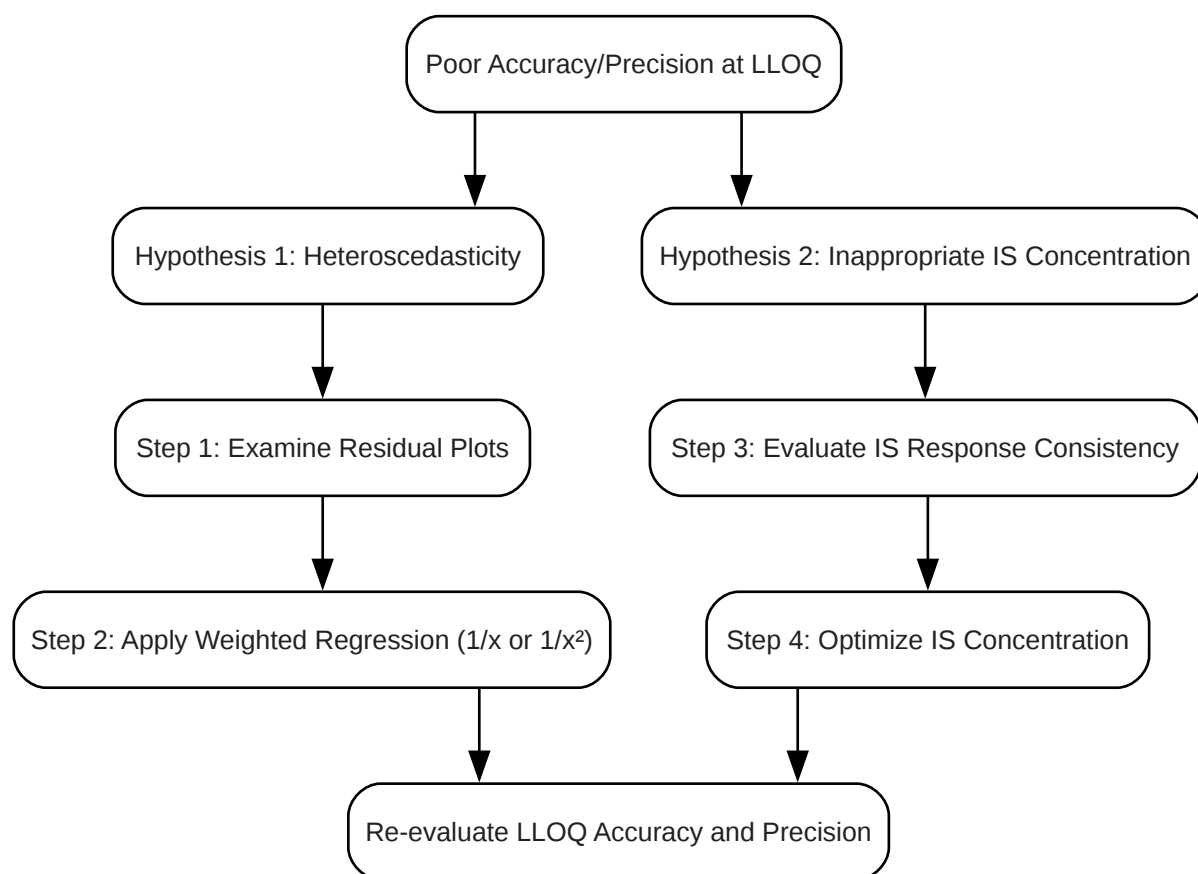 Poor Accuracy/Precision at LLOQ
Hypothesis 1: Heteroscedasticity
Hypothesis 2: Inappropriate IS Concentration
Step 1: Examine Residual Plots
Step 3: Evaluate IS Response Consistency
Step 2: Apply Weighted Regression (1/x or 1/x²)
Step 4: Optimize IS Concentration
Re-evaluate LLOQ Accuracy and Precision